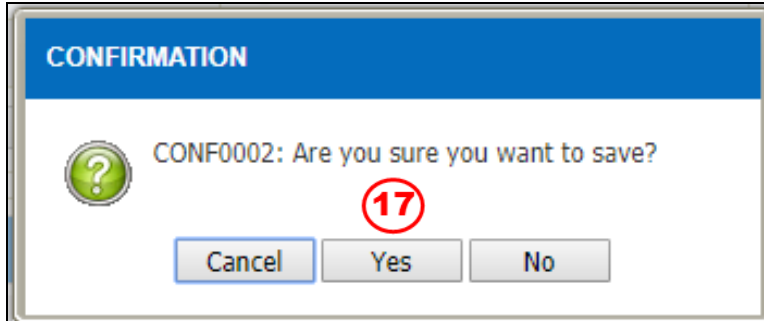 CONFIRMATION
?
CONF0002: Are you sure you want to save?
17
Cancel Yes No